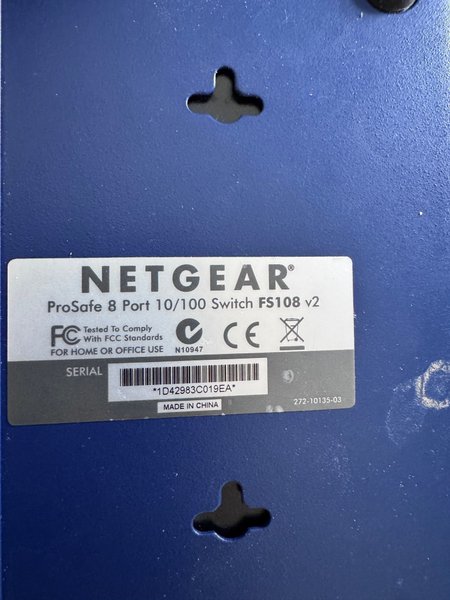 NETGEAR®
ProSafe 8 Port 10/100 Switch FS108 v2
FC Tested To Comply
With FCC Standards
FOR HOME OR OFFICE USE
N10947
CE
SERIAL
*1D42983C019EA*
MADE IN CHINA
272-10135-03